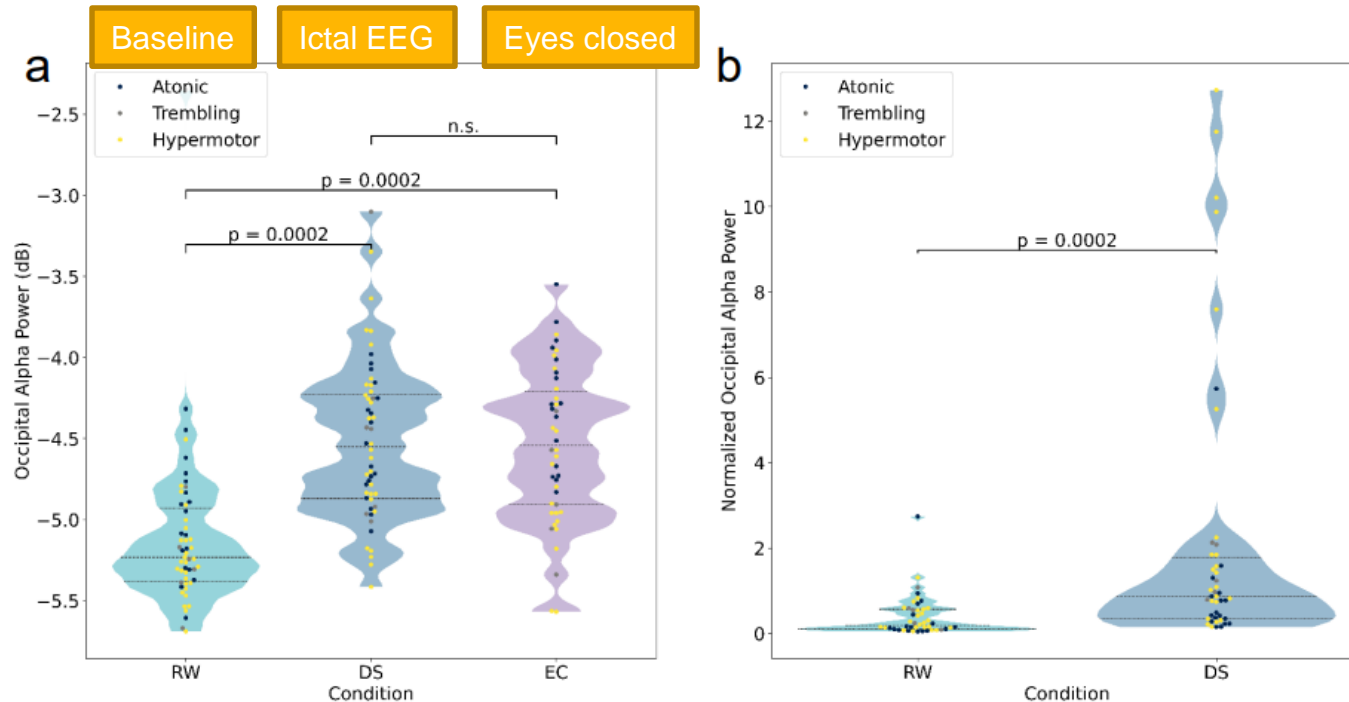 Baseline
Ictal EEG
Eyes closed
a
Atonic
Trembling
Hypermotor
n.s.
p = 0.0002
p = 0.0002
−2.5
−3.0
−3.5
−4.0
−4.5
−5.0
−5.5
Occipital Alpha Power (dB)
RW
DS
EC
Condition
b
Atonic
Trembling
Hypermotor
p = 0.0002
12
10
8
6
4
2
0
Normalized Occipital Alpha Power
RW
DS
Condition